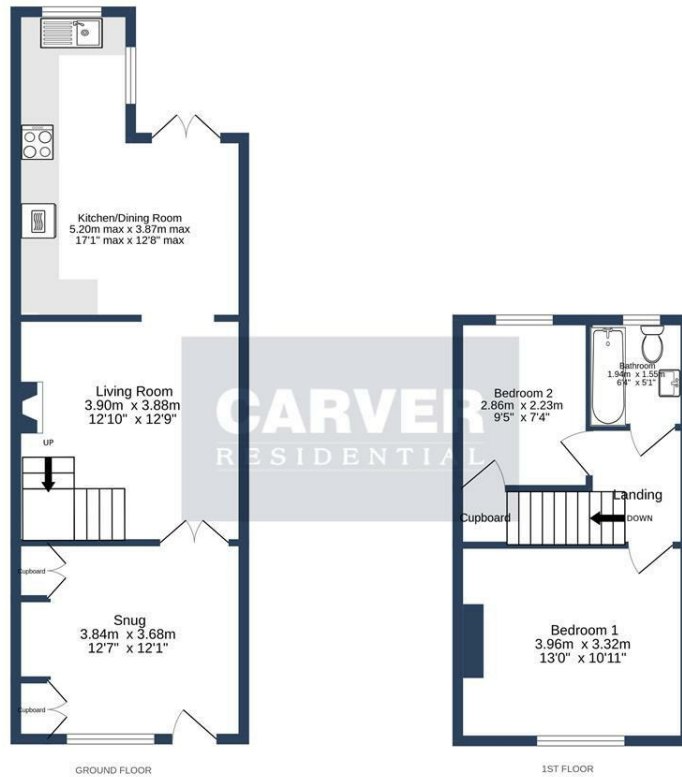 Kitchen/Dining Room
5.20m max x 3.87m max
17'1" max x 12'8" max
Living Room
3.90m x 3.88m
12'10" x 12'9"
UP
CARVER
RESIDENTIAL
Cupboard
Snug
3.84m x 3.68m
12'7" x 12'1"
Cupboard
GROUND FLOOR
Bathroom
1.94m x 1.55m
6'4" x 5'1"
Bedroom 2
2.86m x 2.23m
9'5" x 7'4"
Landing
Cupboard
DOWN
Bedroom 1
3.96m x 3.32m
13'0" x 10'11"
1ST FLOOR